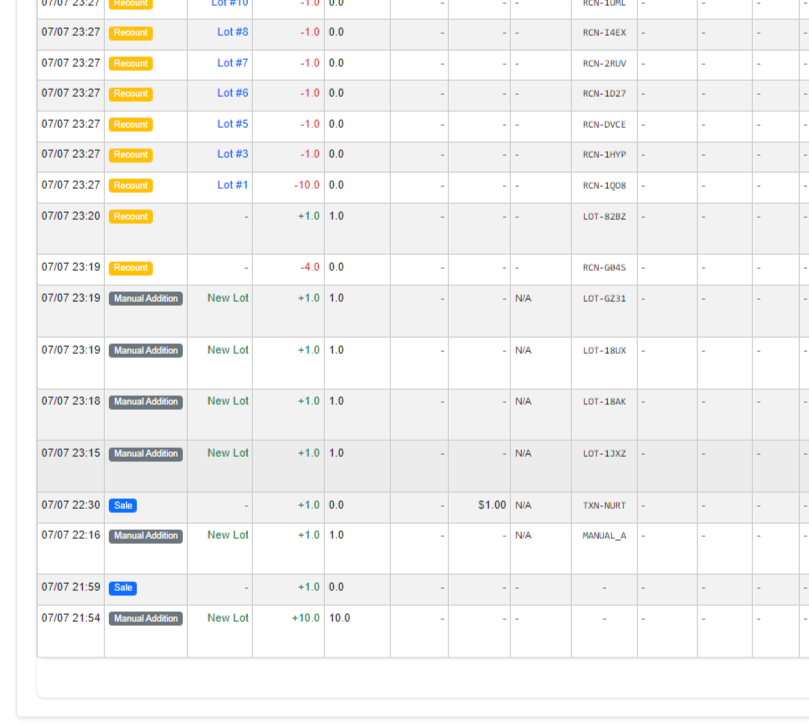 07/07 23:27 Recount Lot #10 -1.0 0.0 - - - RCN-1UML - - - -
07/07 23:27 Recount Lot #8 -1.0 0.0 - - - RCN-I4EX - - - -
07/07 23:27 Recount Lot #7 -1.0 0.0 - - - RCN-2RUV - - - -
07/07 23:27 Recount Lot #6 -1.0 0.0 - - - RCN-1D27 - - - -
07/07 23:27 Recount Lot #5 -1.0 0.0 - - - RCN-DVCE - - - -
07/07 23:27 Recount Lot #3 -1.0 0.0 - - - RCN-1HYP - - - -
07/07 23:27 Recount Lot #1 -10.0 0.0 - - - RCN-1QO8 - - - -
07/07 23:20 Recount - +1.0 1.0 - - - LOT-82BZ - - - -
07/07 23:19 Recount - -4.0 0.0 - - - RCN-G04S - - - -
07/07 23:19 Manual Addition New Lot +1.0 1.0 - - N/A LOT-GZ31 - - - -
07/07 23:19 Manual Addition New Lot +1.0 1.0 - - N/A LOT-18UX - - - -
07/07 23:18 Manual Addition New Lot +1.0 1.0 - - N/A LOT-18AK - - - -
07/07 23:15 Manual Addition New Lot +1.0 1.0 - - N/A LOT-1JXZ - - - -
07/07 22:30 Sale - +1.0 0.0 - $1.00 N/A TXN-NURT - - - -
07/07 22:16 Manual Addition New Lot +1.0 1.0 - - N/A MANUAL_A - - - -
07/07 21:59 Sale - +1.0 0.0 - - - - - - - -
07/07 21:54 Manual Addition New Lot +10.0 10.0 - - - - - - - -